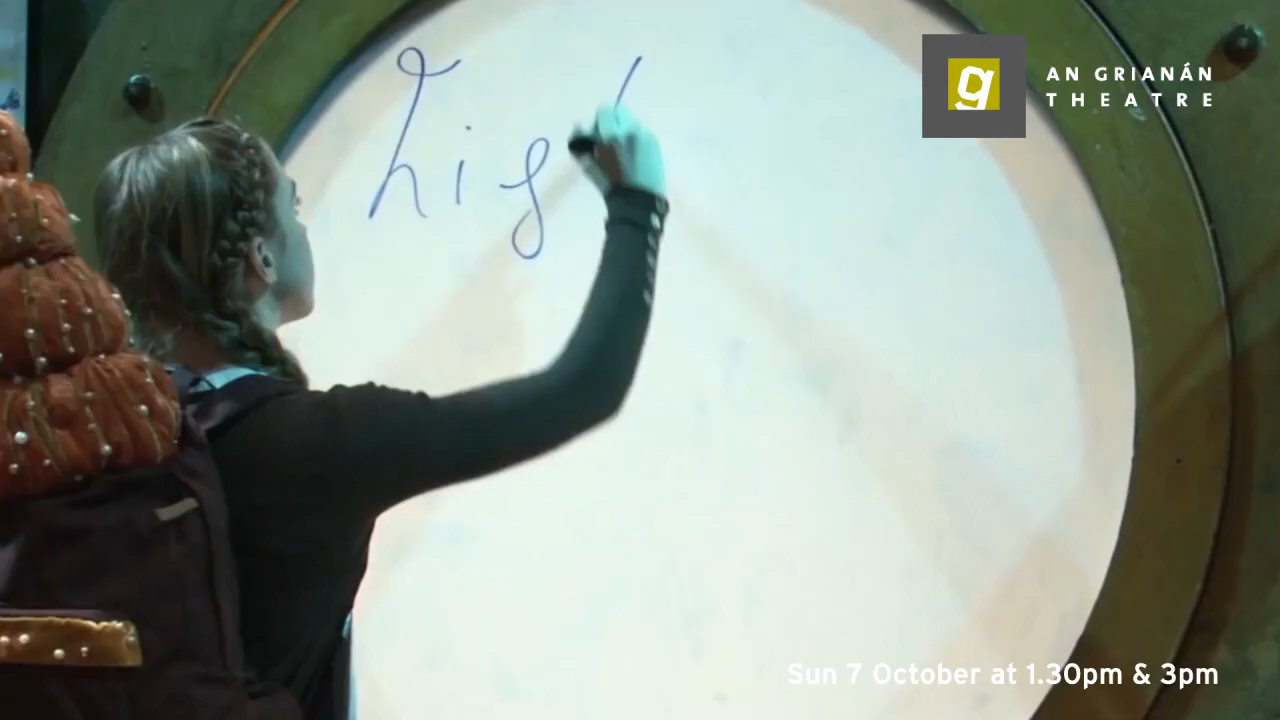 hig
g
AN GRIANÁN
THEATRE
Sun 7 October at 1.30pm & 3pm